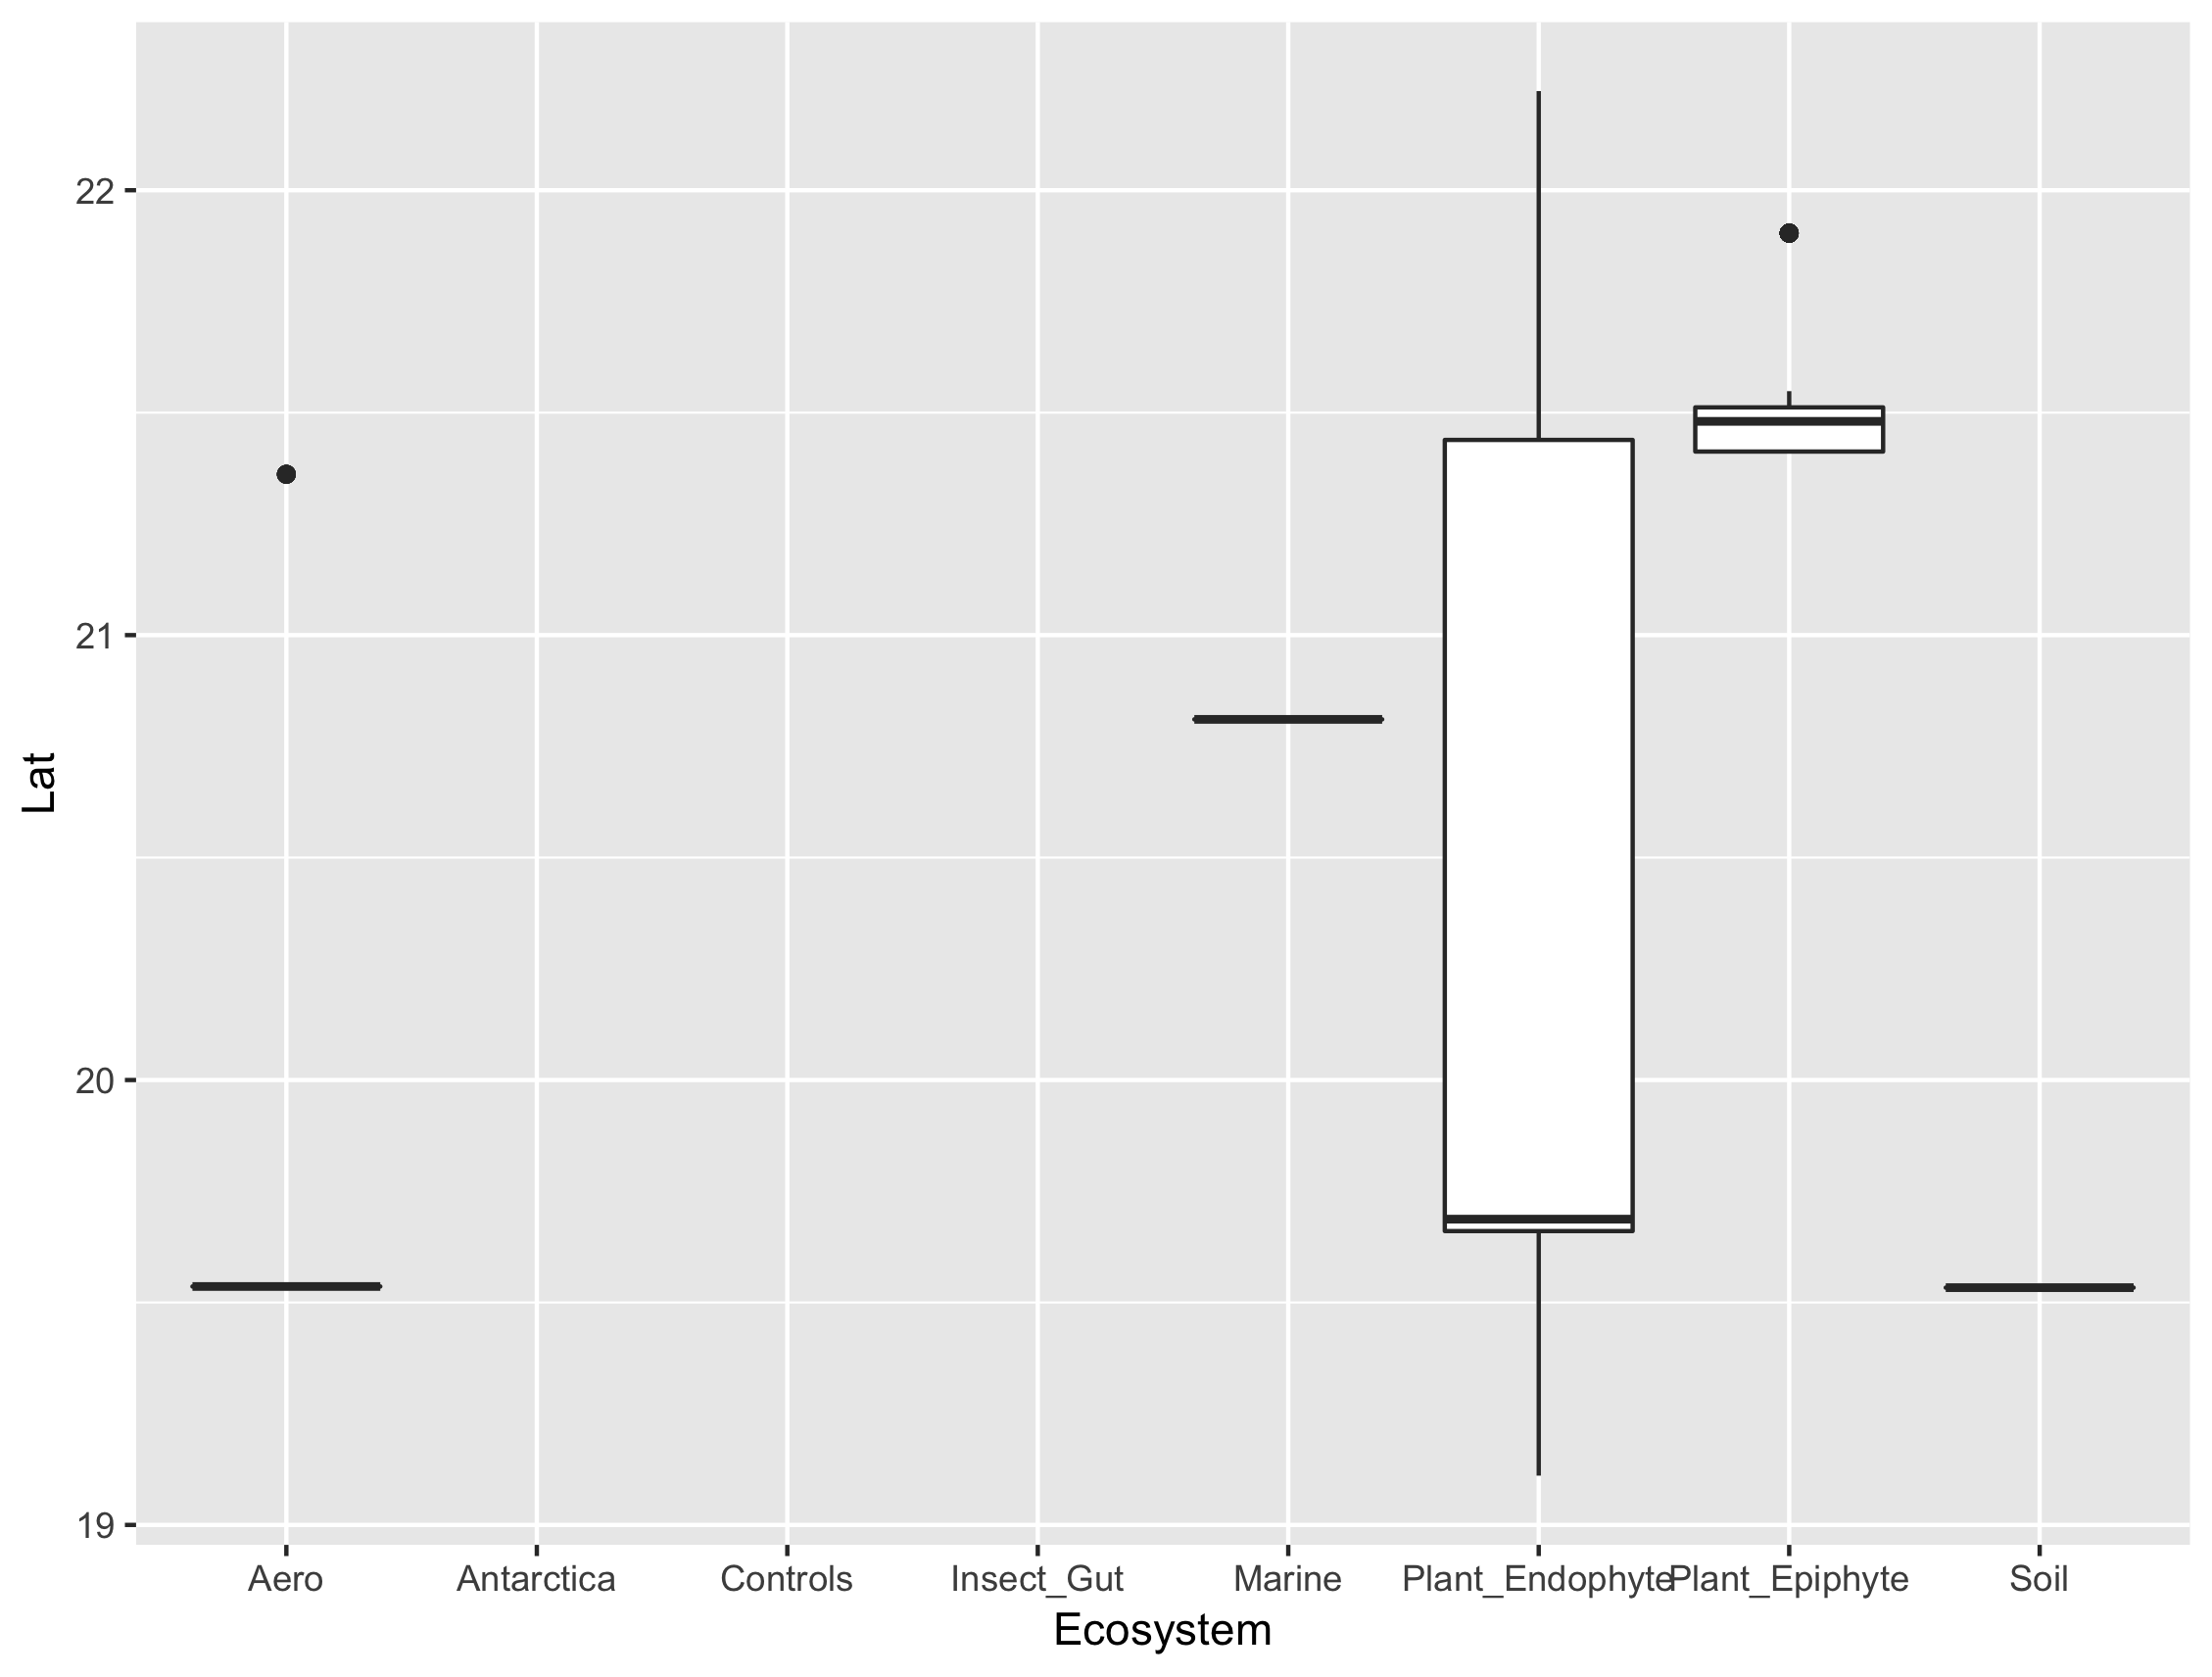 Lat
22
21
20
19
Aero Antarctica Controls Insect_Gut Marine Plant_Endophyte Plant_Epiphyte Soil
Ecosystem